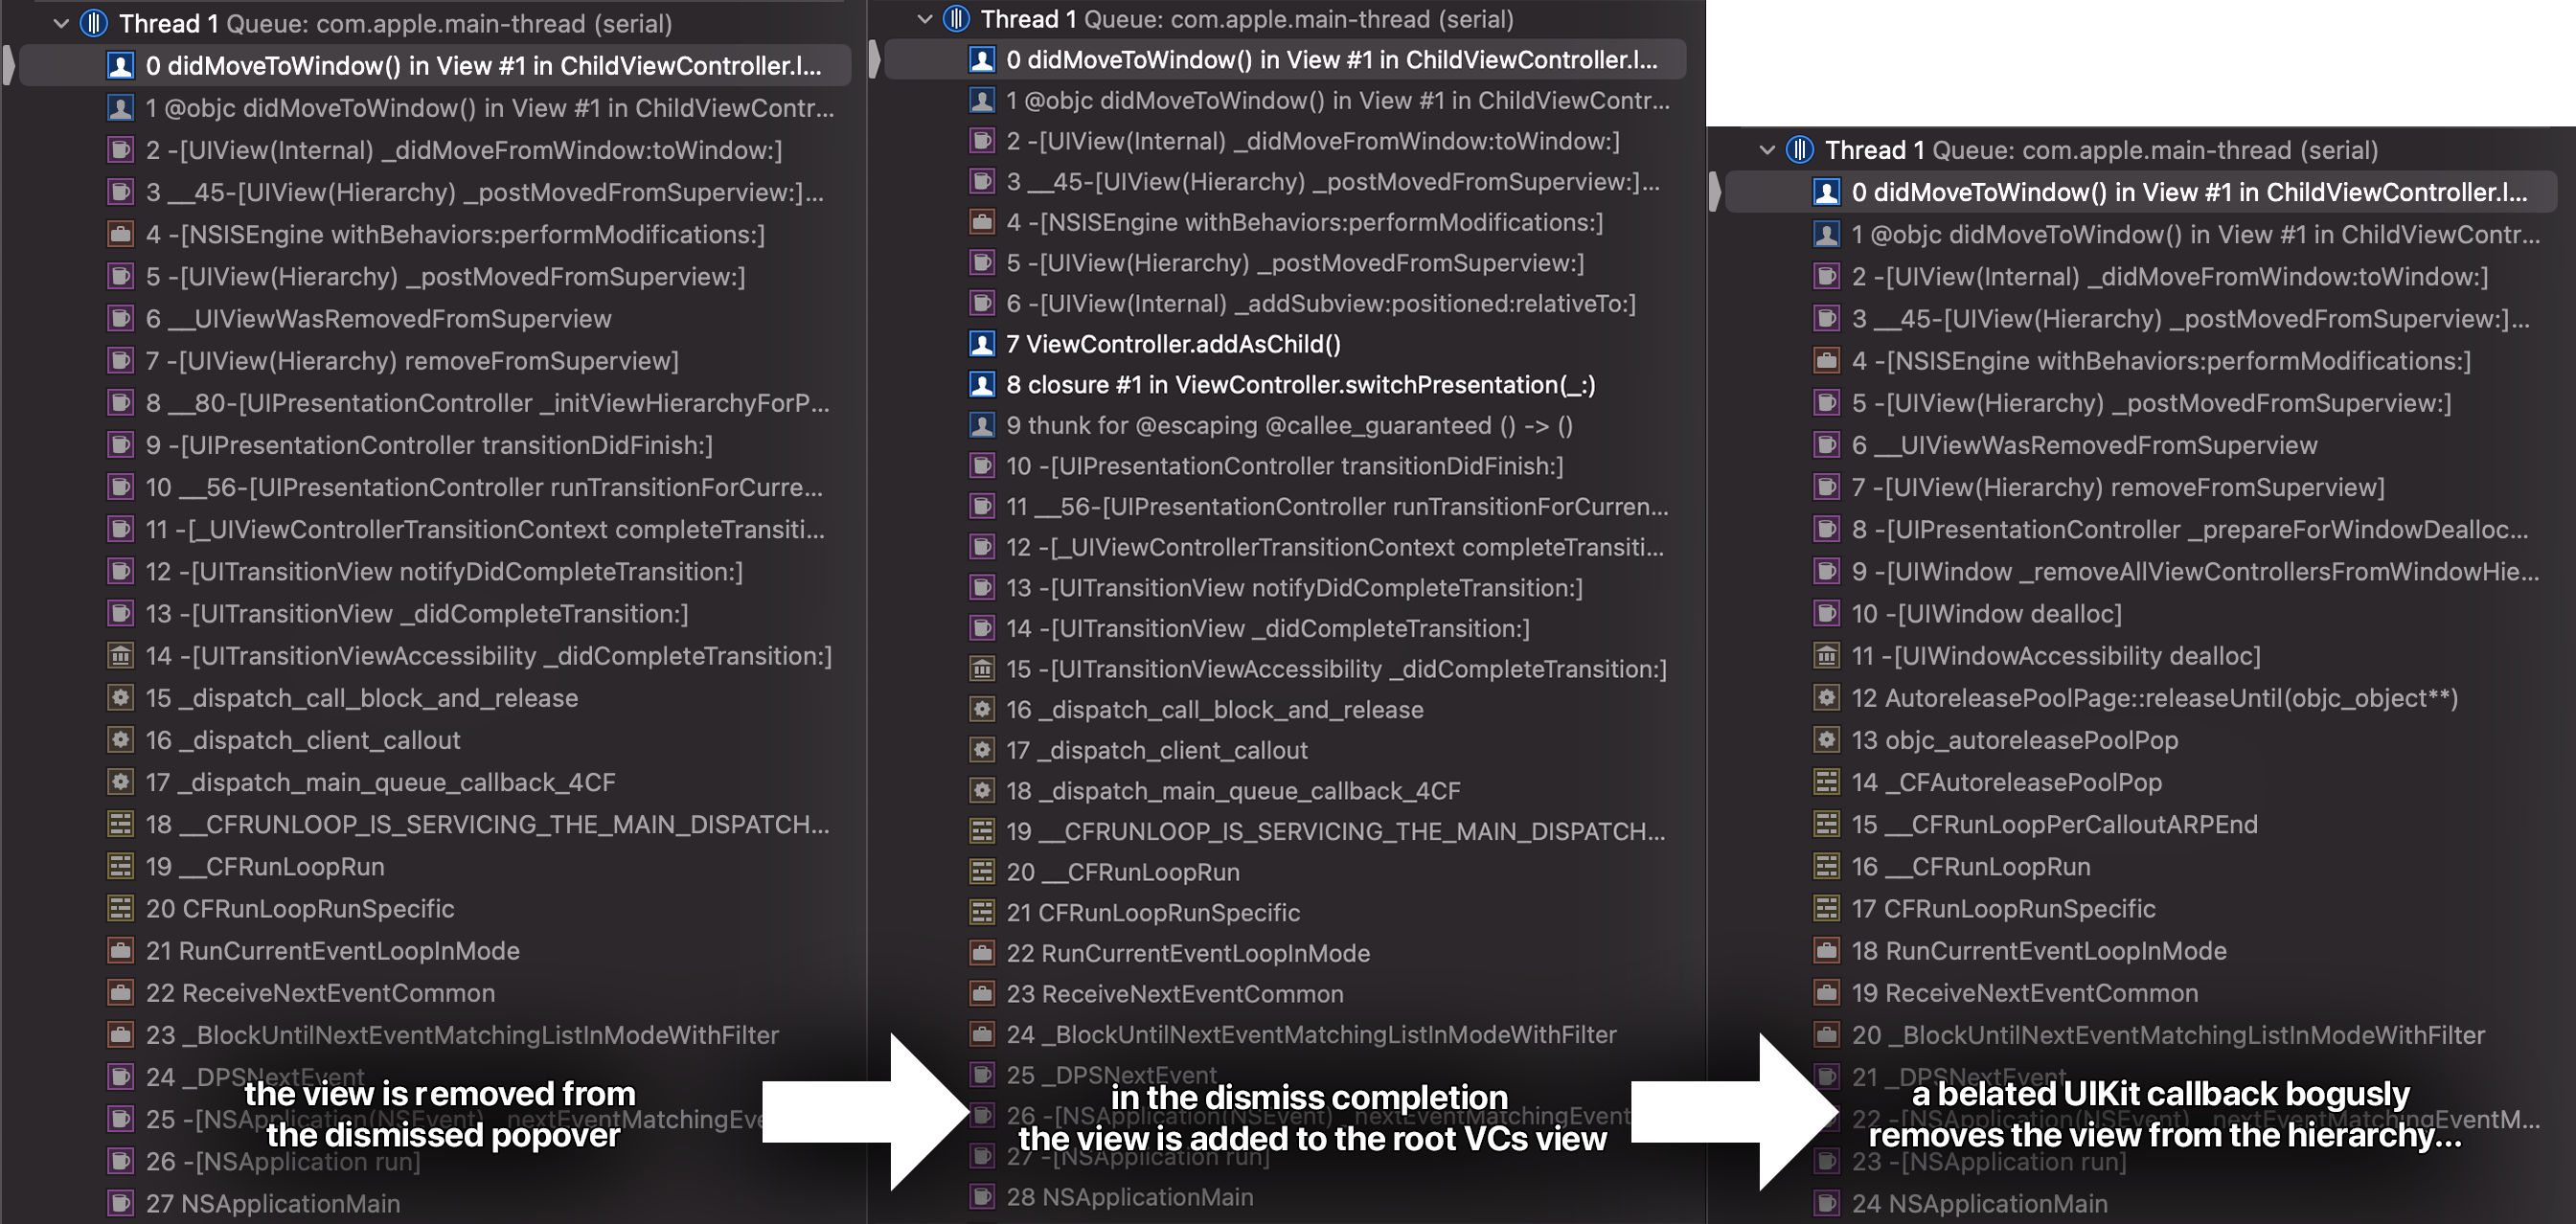 Thread 1 Queue: com.apple.main-thread (serial)
0 didMoveToWindow() in View #1 in ChildViewController.l...
1 @objc didMoveToWindow() in View #1 in ChildViewContr...
2 -[UIView(Internal) _didMoveFromWindow:toWindow:]
3 __45-[UIView(Hierarchy) _postMovedFromSuperview:]...
4 -[NSISEngine withBehaviors:performModifications:]
5 -[UIView(Hierarchy) _postMovedFromSuperview:]
6 __UIViewWasRemovedFromSuperview
7 -[UIView(Hierarchy) removeFromSuperview]
8 __80-[UIPresentationController _initViewHierarchyForP...
9 -[UIPresentationController transitionDidFinish:]
10 __56-[UIPresentationController runTransitionForCurre...
11 -[_UIViewControllerTransitionContext completeTransiti...
12 -[UITransitionView notifyDidCompleteTransition:]
13 -[UITransitionView _didCompleteTransition:]
14 -[UITransitionViewAccessibility _didCompleteTransition:]
15 _dispatch_call_block_and_release
16 _dispatch_client_callout
17 _dispatch_main_queue_callback_4CF
18 __CFRUNLOOP_IS_SERVICING_THE_MAIN_DISPATCH...
19 __CFRunLoopRun
20 CFRunLoopRunSpecific
21 RunCurrentEventLoopInMode
22 ReceiveNextEventCommon
23 _BlockUntilNextEventMatchingListInModeWithFilter
24 _DPSNextEvent
25 -[NSApplication(NSEvent) _nextEventMatchingEve
26 -[NSApplication run]
27 NSApplicationMain
the view is removed from
the dismissed popover
Thread 1 Queue: com.apple.main-thread (serial)
0 didMoveToWindow() in View #1 in ChildViewController.l...
1 @objc didMoveToWindow() in View #1 in ChildViewContr...
2 -[UIView(Internal) _didMoveFromWindow:toWindow:]
3 __45-[UIView(Hierarchy) _postMovedFromSuperview:]...
4 -[NSISEngine withBehaviors:performModifications:]
5 -[UIView(Hierarchy) _postMovedFromSuperview:]
6 -[UIView(Internal) _addSubview:positioned:relativeTo:]
7 ViewController.addAsChild()
8 closure #1 in ViewController.switchPresentation(_:)
9 thunk for @escaping @callee_guaranteed () -> ()
10 -[UIPresentationController transitionDidFinish:]
11 __56-[UIPresentationController runTransitionForCurren...
12 -[_UIViewControllerTransitionContext completeTransiti...
13 -[UITransitionView notifyDidCompleteTransition:]
14 -[UITransitionView _didCompleteTransition:]
15 -[UITransitionViewAccessibility _didCompleteTransition:]
16 _dispatch_call_block_and_release
17 _dispatch_client_callout
18 _dispatch_main_queue_callback_4CF
19 __CFRUNLOOP_IS_SERVICING_THE_MAIN_DISPATCH...
20 __CFRunLoopRun
21 CFRunLoopRunSpecific
22 RunCurrentEventLoopInMode
23 ReceiveNextEventCommon
24 _BlockUntilNextEventMatchingListInModeWithFilter
25 _DPSNextEvent
26 -[NSApplication(NSEvent) _nextEventMatchingEvent
27 -[NSApplication run]
28 NSApplicationMain
in the dismiss completion
the view is added to the root VCs view
Thread 1 Queue: com.apple.main-thread (serial)
0 didMoveToWindow() in View #1 in ChildViewController.l...
1 @objc didMoveToWindow() in View #1 in ChildViewContr...
2 -[UIView(Internal) _didMoveFromWindow:toWindow:]
3 __45-[UIView(Hierarchy) _postMovedFromSuperview:]...
4 -[NSISEngine withBehaviors:performModifications:]
5 -[UIView(Hierarchy) _postMovedFromSuperview:]
6 __UIViewWasRemovedFromSuperview
7 -[UIView(Hierarchy) removeFromSuperview]
8 -[UIPresentationController _prepareForWindowDealloc...
9 -[UIWindow _removeAllViewControllersFromWindowHie...
10 -[UIWindow dealloc]
11 -[UIWindowAccessibility dealloc]
12 AutoreleasePoolPage::releaseUntil(objc_object**)
13 objc_autoreleasePoolPop
14 _CFAutoreleasePoolPop
15 __CFRunLoopPerCalloutARPEnd
16 __CFRunLoopRun
17 CFRunLoopRunSpecific
18 RunCurrentEventLoopInMode
19 ReceiveNextEventCommon
20 _BlockUntilNextEventMatchingListInModeWithFilter
21 _DPSNextEvent
22 -[NSApplication(NSEvent) _nextEventMatchingEventM...
23 -[NSApplication run]
24 NSApplicationMain
a belated UIKit callback bogusly
removes the view from the hierarchy...